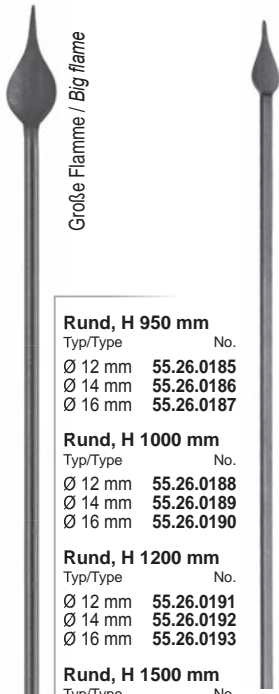 Große Flamme / Big flame
Rund, H 950 mm
Typ/Type No.
Ø 12 mm 55.26.0185
Ø 14 mm 55.26.0186
Ø 16 mm 55.26.0187
Rund, H 1000 mm
Typ/Type No.
Ø 12 mm 55.26.0188
Ø 14 mm 55.26.0189
Ø 16 mm 55.26.0190
Rund, H 1200 mm
Typ/Type No.
Ø 12 mm 55.26.0191
Ø 14 mm 55.26.0192
Ø 16 mm 55.26.0193
Rund, H 1500 mm
Typ/Type No.